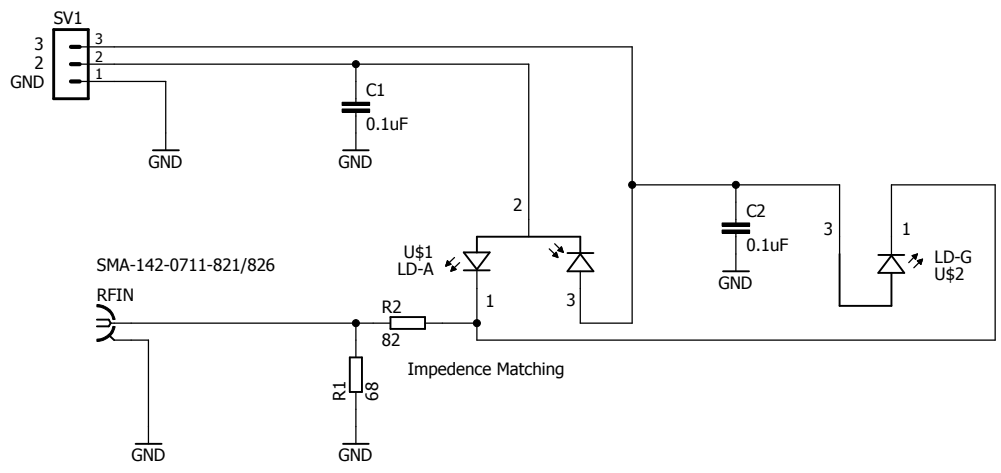 SV1
3
3
2
2
GND
1
GND
C1
0.1uF
GND
2
C2
0.1uF
GND
3
1
LD-G
U$2
U$1
LD-A
1
3
SMA-142-0711-821/826
RFIN
R2
82
Impedence Matching
R1
68
GND
GND